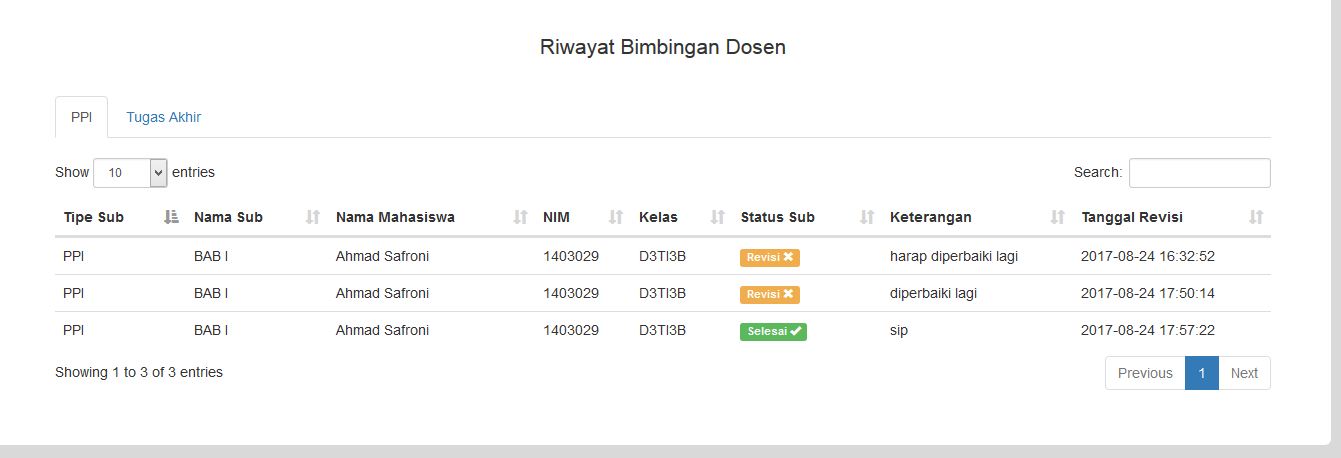 Riwayat Bimbingan Dosen
PPI Tugas Akhir
Show 10 entries Search:
Tipe Sub Nama Sub Nama Mahasiswa NIM Kelas Status Sub Keterangan Tanggal Revisi
PPI BAB I Ahmad Safroni 1403029 D3TI3B Revisi ✖ harap diperbaiki lagi 2017-08-24 16:32:52
PPI BAB I Ahmad Safroni 1403029 D3TI3B Revisi ✖ diperbaiki lagi 2017-08-24 17:50:14
PPI BAB I Ahmad Safroni 1403029 D3TI3B Selesai ✔ sip 2017-08-24 17:57:22
Showing 1 to 3 of 3 entries Previous 1 Next